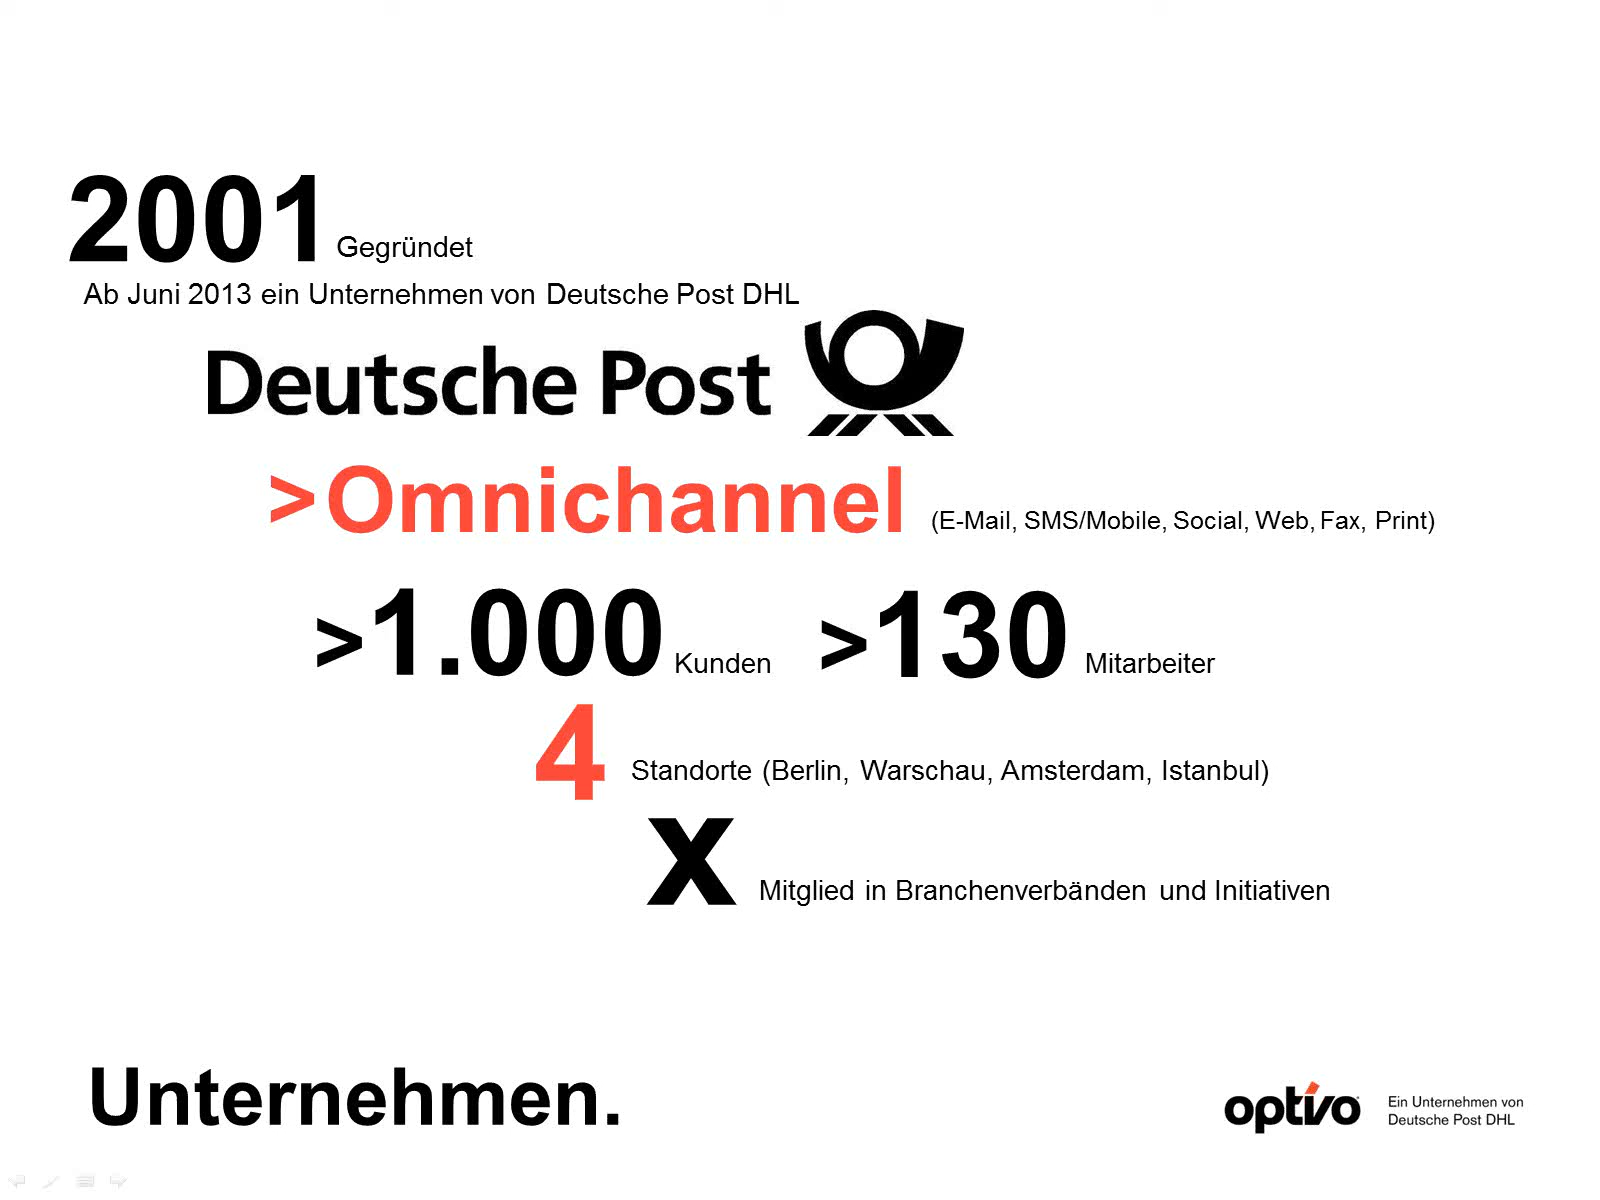 2001 Gegründet
Ab Juni 2013 ein Unternehmen von Deutsche Post DHL
Deutsche Post
>Omnichannel (E-Mail, SMS/Mobile, Social, Web, Fax, Print)
>1.000 Kunden >130 Mitarbeiter
4 Standorte (Berlin, Warschau, Amsterdam, Istanbul)
x Mitglied in Branchenverbänden und Initiativen
Unternehmen.
optivo Ein Unternehmen von
Deutsche Post DHL